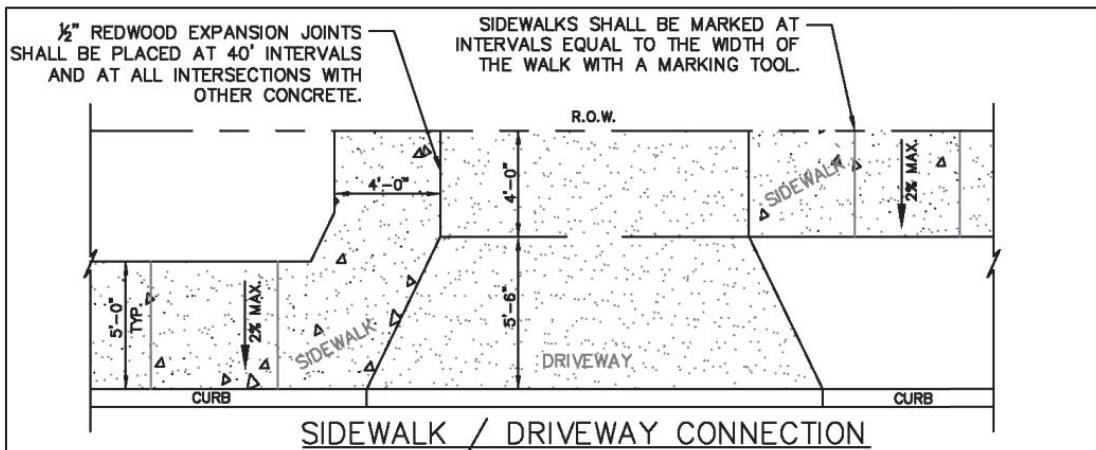 ½" REDWOOD EXPANSION JOINTS
SHALL BE PLACED AT 40' INTERVALS
AND AT ALL INTERSECTIONS WITH
OTHER CONCRETE.
SIDEWALKS SHALL BE MARKED AT
INTERVALS EQUAL TO THE WIDTH OF
THE WALK WITH A MARKING TOOL.
R.O.W.
4'-0"
4'-0"
SIDEWALK
2% MAX.
5'-0"
TYP.
2% MAX.
SIDEWALK
5'-6"
DRIVEWAY
CURB
CURB
SIDEWALK / DRIVEWAY CONNECTION